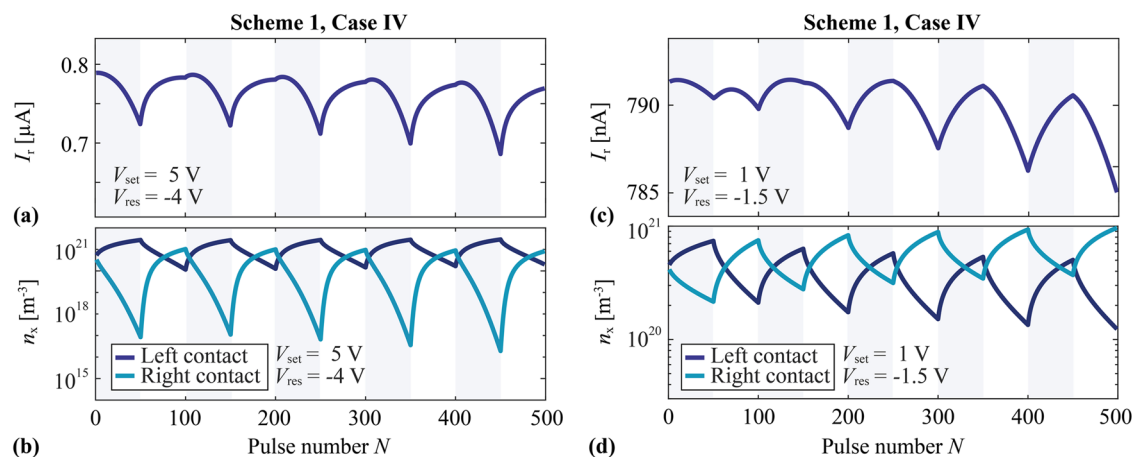 Scheme 1, Case IV
0.8
0.7
I_r [µA]
V_set = 5 V
V_res = -4 V
(a)
10^21
10^18
10^15
n_x [m^-3]
Left contact
Right contact
V_set = 5 V
V_res = -4 V
0 100 200 300 400 500
Pulse number N
(b)
Scheme 1, Case IV
790
785
I_r [nA]
V_set = 1 V
V_res = -1.5 V
(c)
10^21
10^20
n_x [m^-3]
Left contact
Right contact
V_set = 1 V
V_res = -1.5 V
0 100 200 300 400 500
Pulse number N
(d)